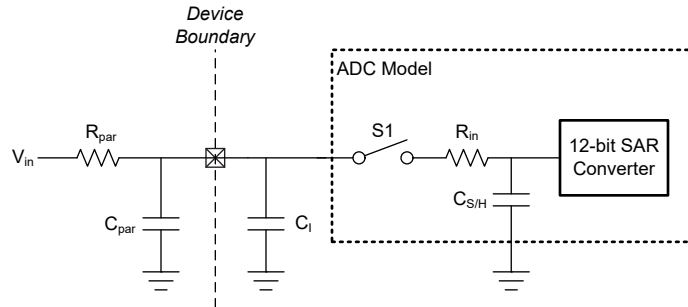 Device
Boundary
ADC Model
R_par
S1
R_in
V_in
12-bit SAR
Converter
C_S/H
C_par
C_I